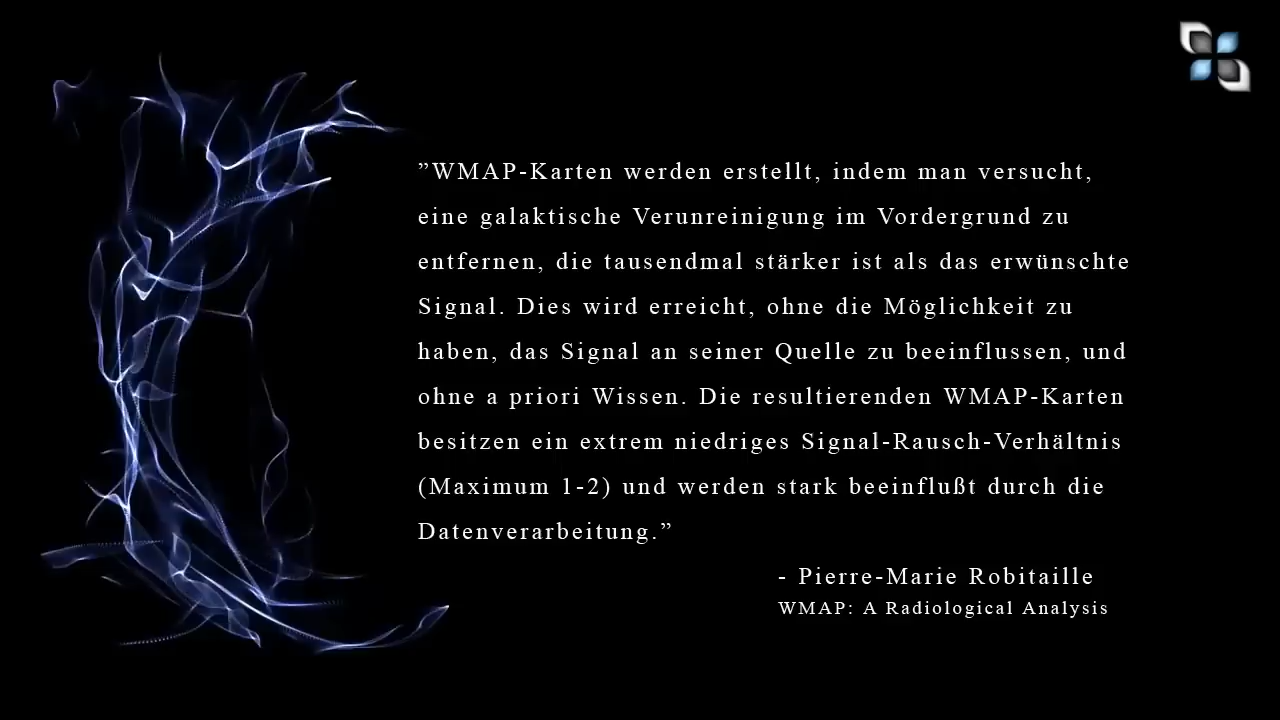 ”WMAP-Karten werden erstellt, indem man versucht,
eine galaktische Verunreinigung im Vordergrund zu
entfernen, die tausendmal stärker ist als das erwünschte
Signal. Dies wird erreicht, ohne die Möglichkeit zu
haben, das Signal an seiner Quelle zu beeinflussen, und
ohne a priori Wissen. Die resultierenden WMAP-Karten
besitzen ein extrem niedriges Signal-Rausch-Verhältnis
(Maximum 1-2) und werden stark beeinflußt durch die
Datenverarbeitung.”
- Pierre-Marie Robitaille
WMAP: A Radiological Analysis